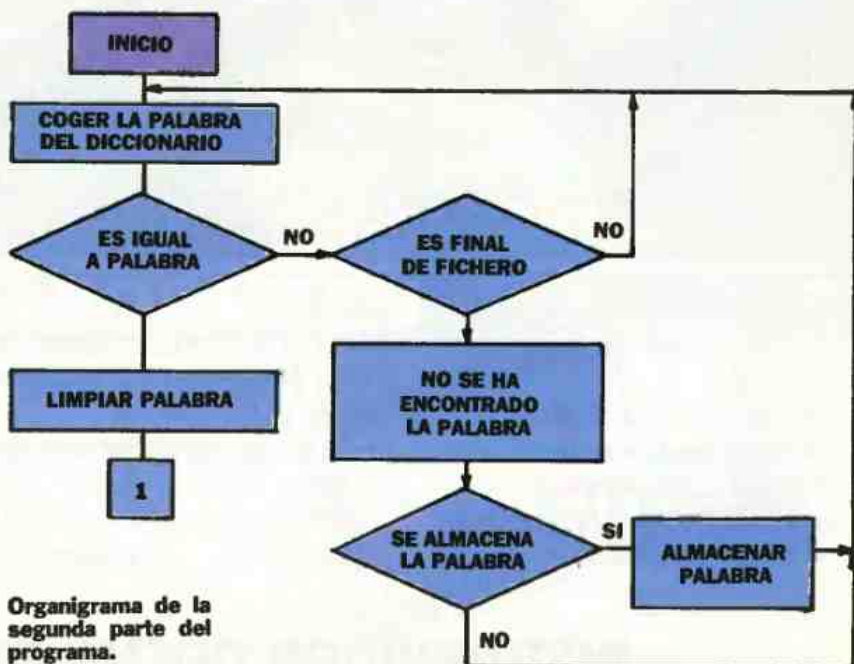 INICIO
COGER LA PALABRA
DEL DICCIONARIO
ES IGUAL
A PALABRA
NO
ES FINAL
DE FICHERO
NO
LIMPIAR PALABRA
1
NO SE HA
ENCONTRADO
LA PALABRA
SE ALMACENA
LA PALABRA
SI
ALMACENAR
PALABRA
NO
Organigrama de la
segunda parte del
programa.